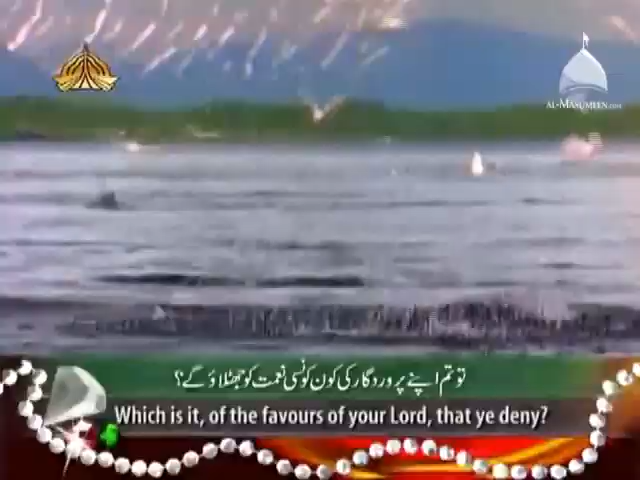 AL-MASUMEEN.com
تو تم اپنے پروردگار کی کون کونسی نعمت کو جھٹلاؤ گے؟
Which is it, of the favours of your Lord, that ye deny?